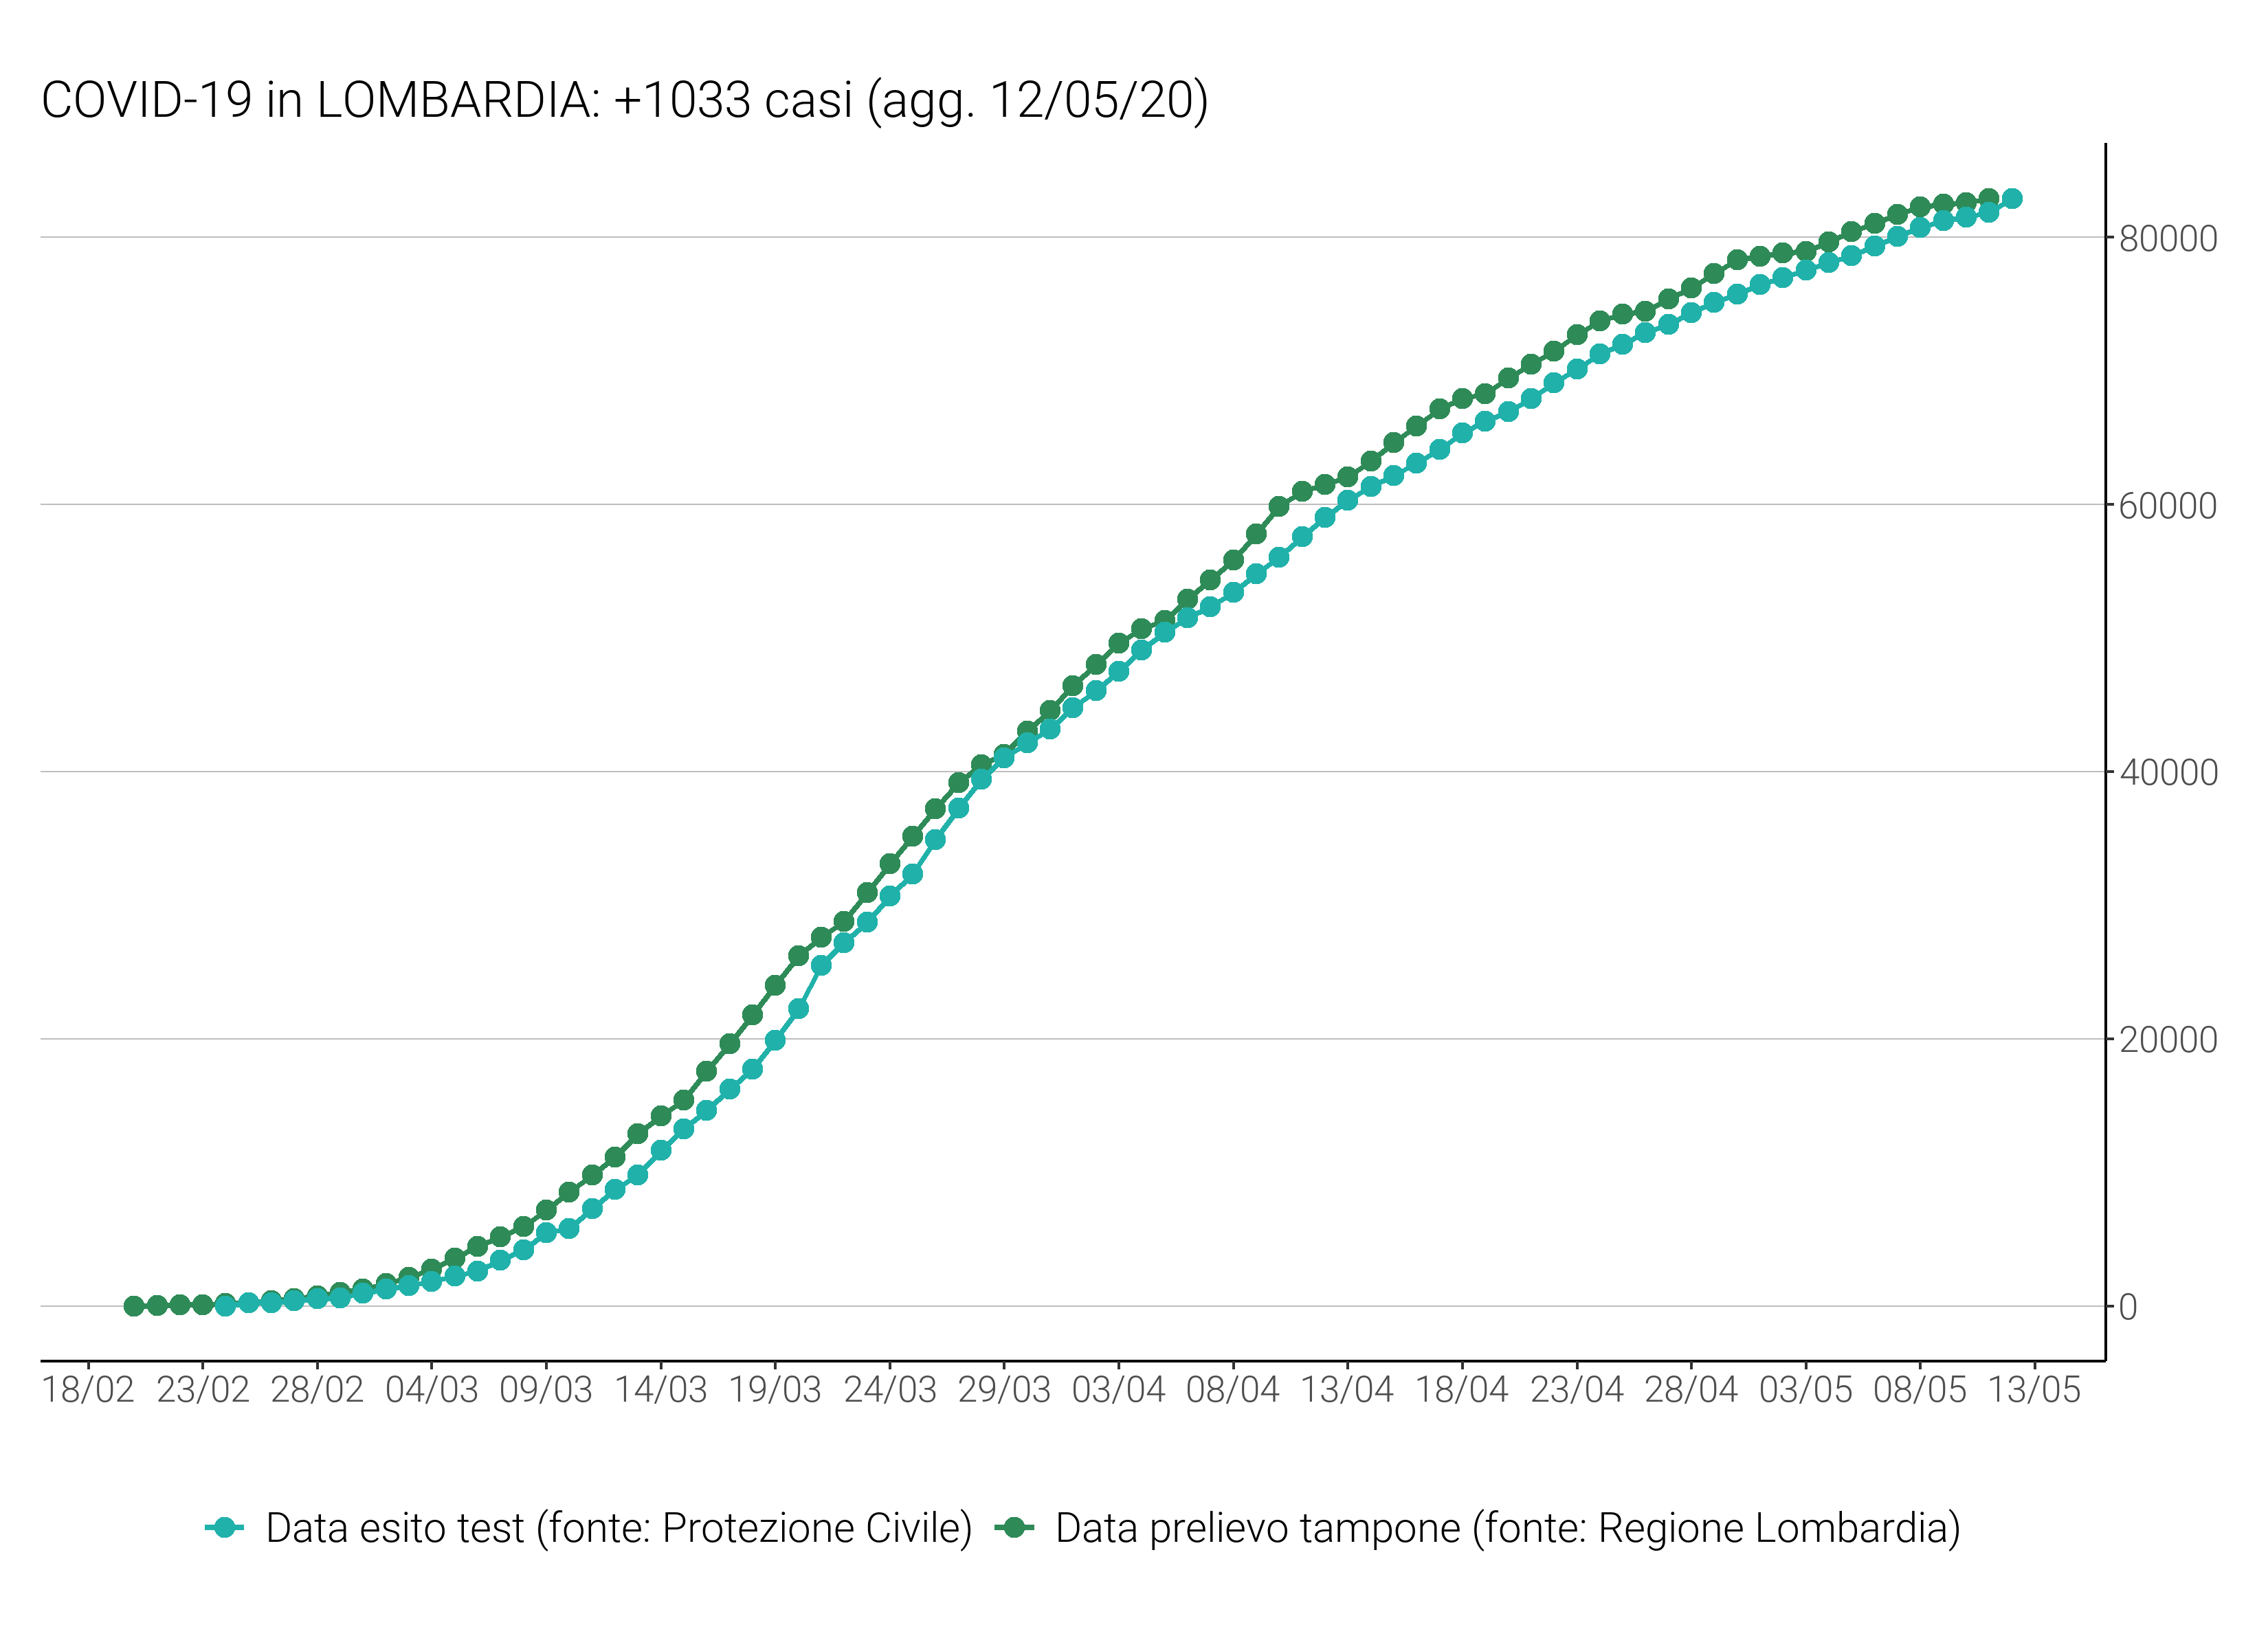 COVID-19 in LOMBARDIA: +1033 casi (agg. 12/05/20)
80000
60000
40000
20000
0
18/02 23/02 28/02 04/03 09/03 14/03 19/03 24/03 29/03 03/04 08/04 13/04 18/04 23/04 28/04 03/05 08/05 13/05
Data esito test (fonte: Protezione Civile) Data prelievo tampone (fonte: Regione Lombardia)